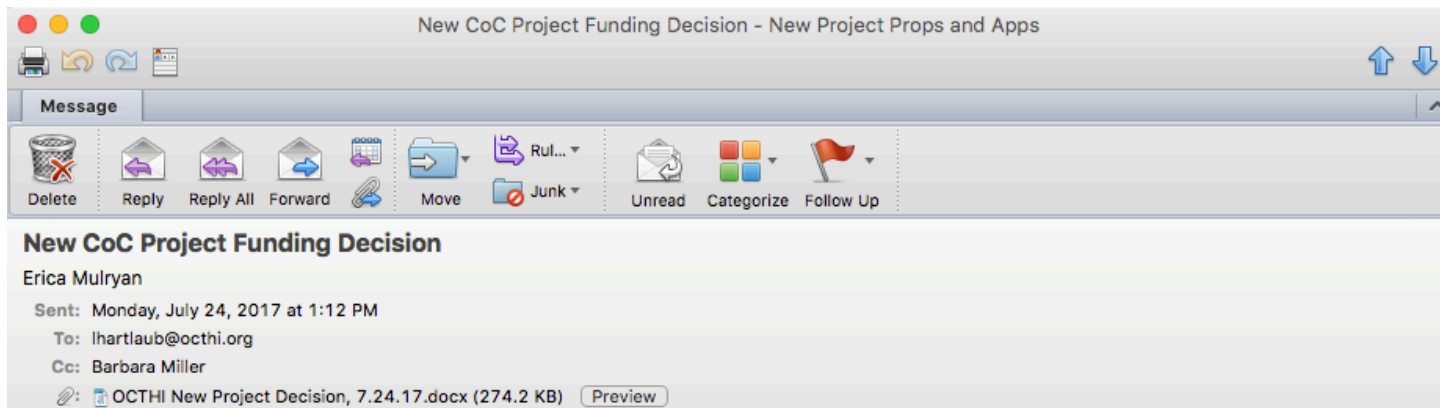 New CoC Project Funding Decision - New Project Props and Apps
Message
Delete Reply Reply All Forward Move Rul... Junk Unread Categorize Follow Up
New CoC Project Funding Decision
Erica Mulryan
Sent: Monday, July 24, 2017 at 1:12 PM
To: lhartlaub@octhi.org
Cc: Barbara Miller
OCTHI New Project Decision, 7.24.17.docx (274.2 KB) Preview